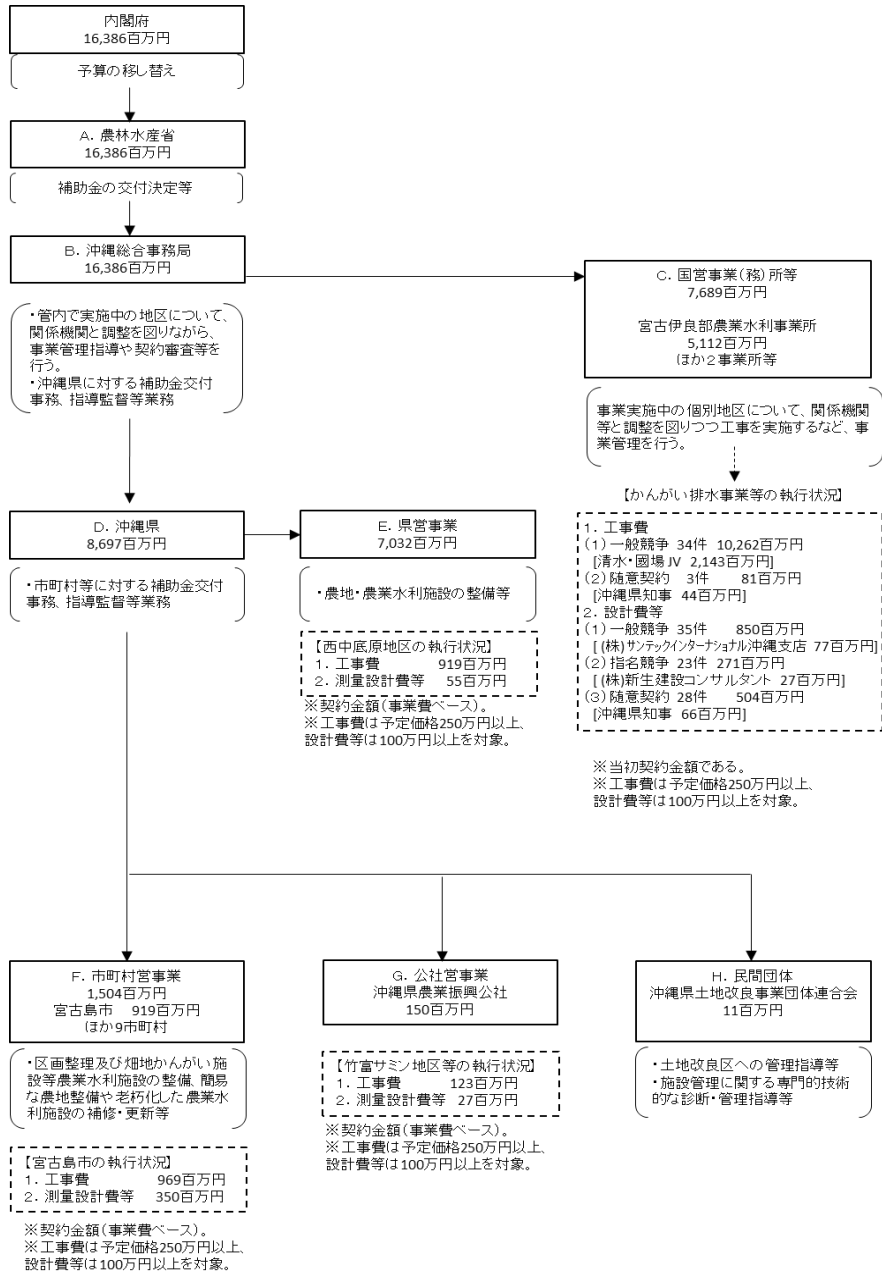 内閣府
16,386百万円
予算の移し替え
A．農林水産省
16,386百万円
補助金の交付決定等
B．沖縄総合事務局
16,386百万円
・管内で実施中の地区について、
関係機関と調整を図りながら、
事業管理指導や契約審査等を
行う。
・沖縄県に対する補助金交付
事務、指導監督等業務
C．国営事業(務)所等
7,689百万円
宮古伊良部農業水利事業所
5,112百万円
ほか２事業所等
事業実施中の個別地区について、関係機関
等と調整を図りつつ工事を実施するなど、事
業管理を行う。
【かんがい排水事業等の執行状況】
１．工事費
(１) 一般競争 34件 10,262百万円
[清水・國場 JV 2,143百万円]
(２) 随意契約 3件 81百万円
[沖縄県知事 44百万円]
２．設計費等
(１) 一般競争 35件 850百万円
[(株)サンテックインターナショナル沖縄支店 77百万円]
(２) 指名競争 23件 271百万円
[(株)新生建設コンサルタント 27百万円]
(３) 随意契約 28件 504百万円
[沖縄県知事 66百万円]
※当初契約金額である。
※工事費は予定価格250万円以上、
設計費等は100万円以上を対象。
D．沖縄県
8,697百万円
・市町村等に対する補助金交付
事務、指導監督等業務
E．県営事業
7,032百万円
・農地・農業水利施設の整備等
【西中底原地区の執行状況】
１．工事費 919百万円
２．測量設計費等 55百万円
※契約金額(事業費ベース)。
※工事費は予定価格250万円以上、
設計費等は100万円以上を対象。
F．市町村営事業
1,504百万円
宮古島市 919百万円
ほか９市町村
・区画整理及び畑地かんがい施
設等農業水利施設の整備、簡易
な農地整備や老朽化した農業水
利施設の補修・更新等
【宮古島市の執行状況】
１．工事費 969百万円
２．測量設計費等 350百万円
※契約金額(事業費ベース)。
※工事費は予定価格250万円以上、
設計費等は100万円以上を対象。
G．公社営事業
沖縄県農業振興公社
150百万円
【竹富サミン地区等の執行状況】
１．工事費 123百万円
２．測量設計費等 27百万円
※契約金額(事業費ベース)。
※工事費は予定価格250万円以上、
設計費等は100万円以上を対象。
H．民間団体
沖縄県土地改良事業団体連合会
11百万円
・土地改良区への管理指導等
・施設管理に関する専門的技術
的な診断・管理指導等